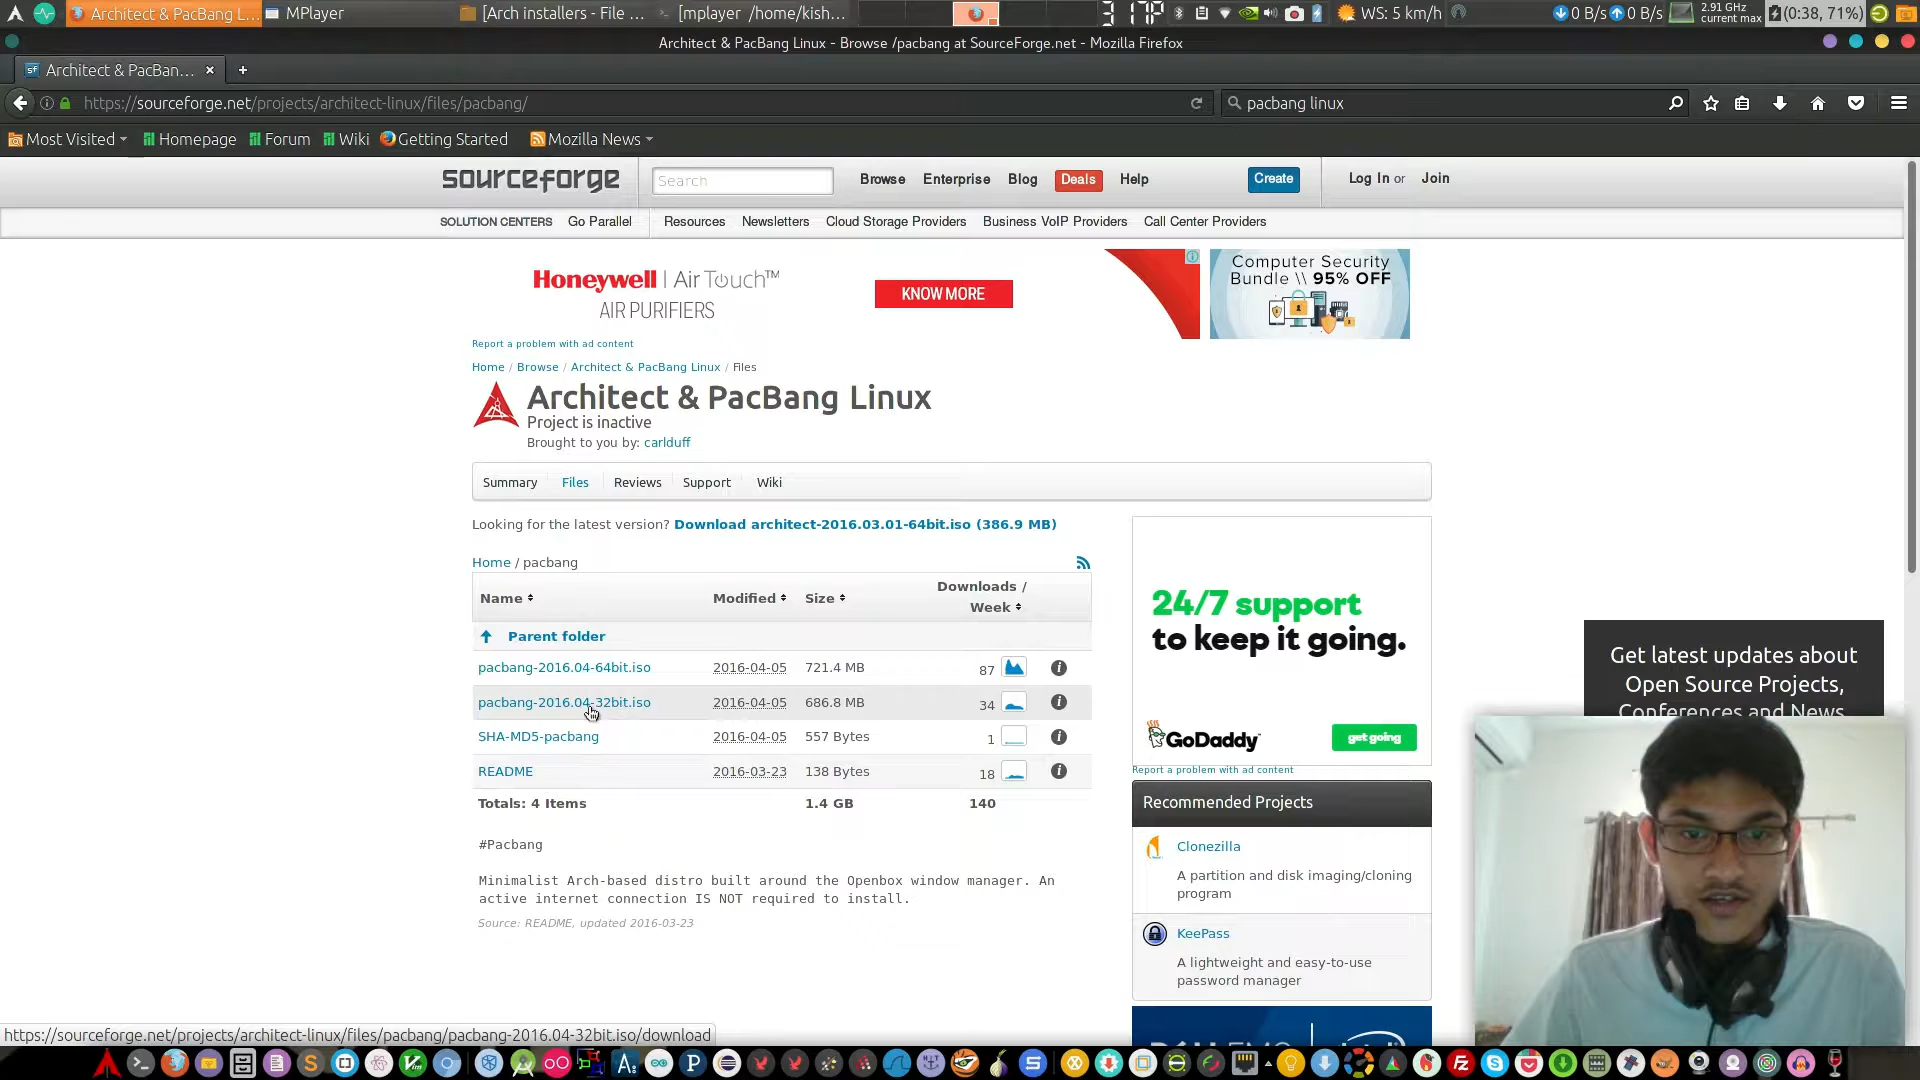 Architect & PacBang L...
MPlayer
[Arch installers - File ...
[mplayer /home/kish...
3 17P
WS: 5 km/h
0 B/s
0 B/s
2.91 GHz
current max
(0:38, 71%)
Architect & PacBang Linux - Browse /pacbang at SourceForge.net - Mozilla Firefox
Architect & PacBan...
https://sourceforge.net/projects/architect-linux/files/pacbang/
pacbang linux
Most Visited
Homepage
Forum
Wiki
Getting Started
Mozilla News
sourceforge
Search
Browse
Enterprise
Blog
Deals
Help
Create
Log In or Join
SOLUTION CENTERS
Go Parallel
Resources
Newsletters
Cloud Storage Providers
Business VoIP Providers
Call Center Providers
Honeywell | Air Touch™
AIR PURIFIERS
KNOW MORE
Computer Security
Bundle \\ 95% OFF
Report a problem with ad content
Home / Browse / Architect & PacBang Linux / Files
Architect & PacBang Linux
Project is inactive
Brought to you by: carlduff
Summary
Files
Reviews
Support
Wiki
Looking for the latest version? Download architect-2016.03.01-64bit.iso (386.9 MB)
Home / pacbang
Name
Modified
Size
Downloads /
Week
Parent folder
pacbang-2016.04-64bit.iso 2016-04-05 721.4 MB 87
pacbang-2016.04-32bit.iso 2016-04-05 686.8 MB 34
SHA-MD5-pacbang 2016-04-05 557 Bytes 1
README 2016-03-23 138 Bytes 18
Totals: 4 Items 1.4 GB 140
#Pacbang
Minimalist Arch-based distro built around the Openbox window manager. An
active internet connection IS NOT required to install.
Source: README, updated 2016-03-23
24/7 support
to keep it going.
GoDaddy
get going
Report a problem with ad content
Recommended Projects
Clonezilla
A partition and disk imaging/cloning
program
KeePass
A lightweight and easy-to-use
password manager
Get latest updates about
Open Source Projects,
Conferences and News
https://sourceforge.net/projects/architect-linux/files/pacbang/pacbang-2016.04-32bit.iso/download